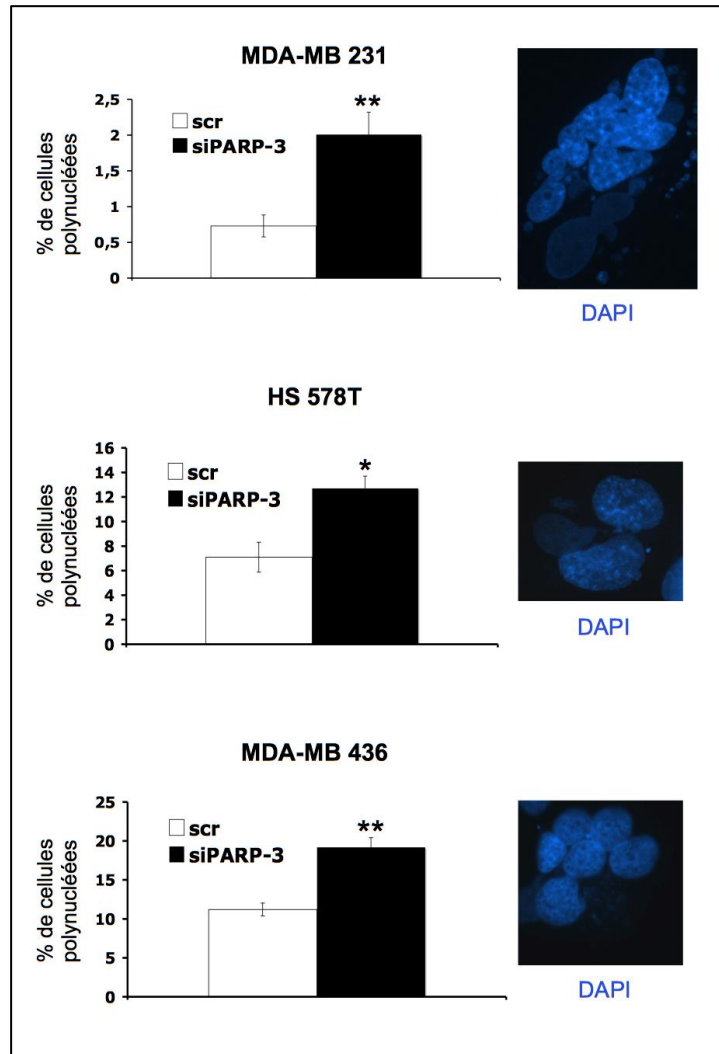 MDA-MB 231
2,5
2
1,5
1
0,5
0
% de cellules
polynucléées
scr
siPARP-3
**
DAPI
HS 578T
16
14
12
10
8
6
4
2
0
% de cellules
polynucléées
scr
siPARP-3
*
DAPI
MDA-MB 436
25
20
15
10
5
0
% de cellules
polynucléées
scr
siPARP-3
**
DAPI